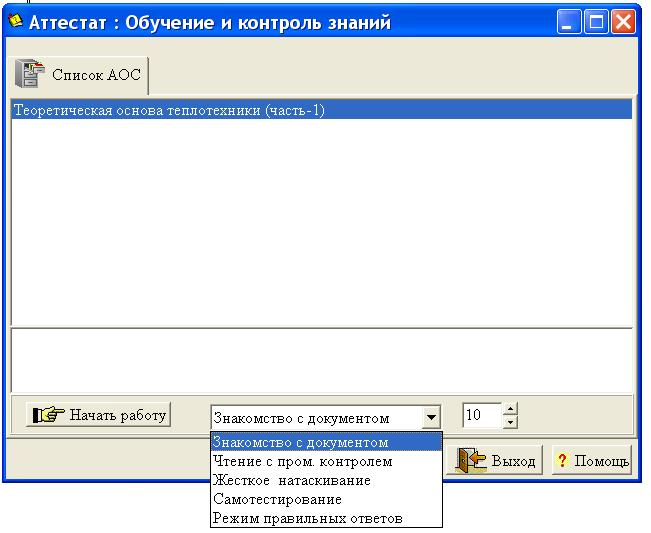 Аттестат : Обучение и контроль знаний
Список АОС
Теоретическая основа теплотехники (часть-1)
Начать работу
Знакомство с документом
10
Знакомство с документом
Чтение с пром. контролем
Жесткое натаскивание
Самотестирование
Режим правильных ответов
Выход
? Помощь